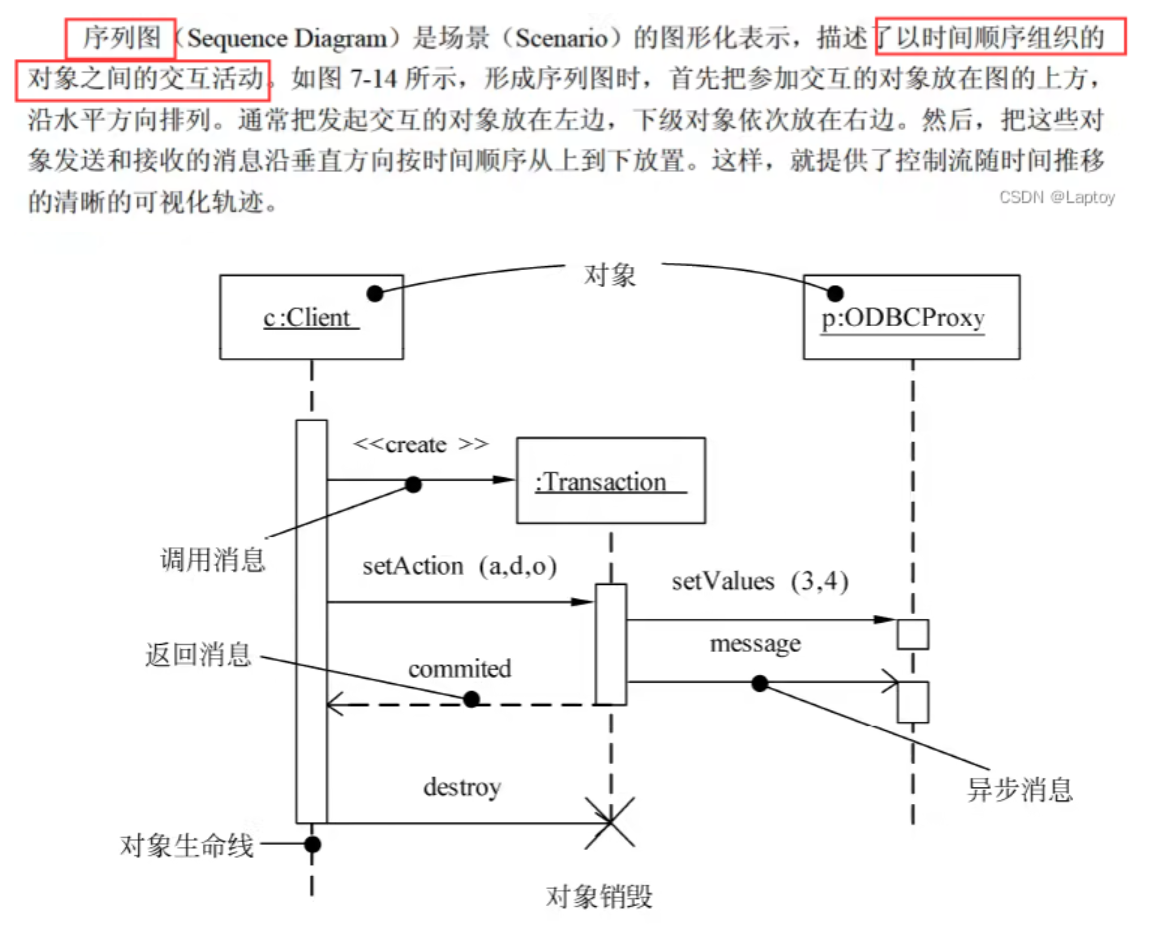 序列图（Sequence Diagram）是场景（Scenario）的图形化表示，描述了以时间顺序组织的
对象之间的交互活动。如图 7-14 所示，形成序列图时，首先把参加交互的对象放在图的上方，
沿水平方向排列。通常把发起交互的对象放在左边，下级对象依次放在右边。然后，把这些对
象发送和接收的消息沿垂直方向按时间顺序从上到下放置。这样，就提供了控制流随时间推移
的清晰的可视化轨迹。
CSDN @Laptoy
对象
c:Client
p:ODBCProxy
<<create >>
:Transaction
调用消息
setAction (a,d,o)
setValues (3,4)
message
返回消息
commited
异步消息
destroy
对象生命线
对象销毁